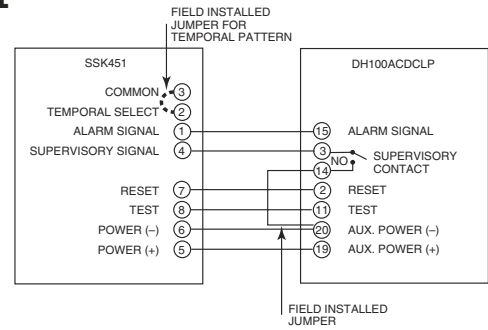 FIELD INSTALLED
JUMPER FOR
TEMPORAL PATTERN
SSK451
DH100ACDCLP
COMMON 3
TEMPORAL SELECT 2
ALARM SIGNAL 1 15 ALARM SIGNAL
SUPERVISORY SIGNAL 4 3 SUPERVISORY
NO CONTACT
14
RESET 7 2 RESET
TEST 8 11 TEST
POWER (–) 6 20 AUX. POWER (–)
POWER (+) 5 19 AUX. POWER (+)
FIELD INSTALLED
JUMPER